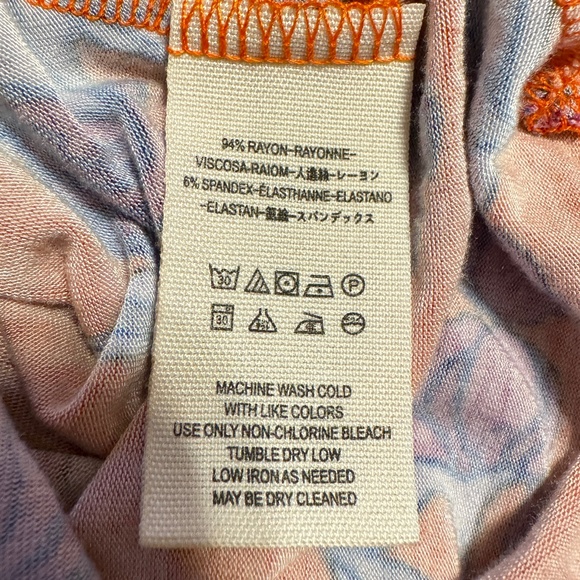 94% RAYON-RAYONNE-
VISCOSA-RAIOM-人造絲-レーヨン
6% SPANDEX-ÉLASTHANNE-ELASTANO
-ELASTAN-氨綸-スパンデックス
30 P
30
MACHINE WASH COLD
WITH LIKE COLORS
USE ONLY NON-CHLORINE BLEACH
TUMBLE DRY LOW
LOW IRON AS NEEDED
MAY BE DRY CLEANED